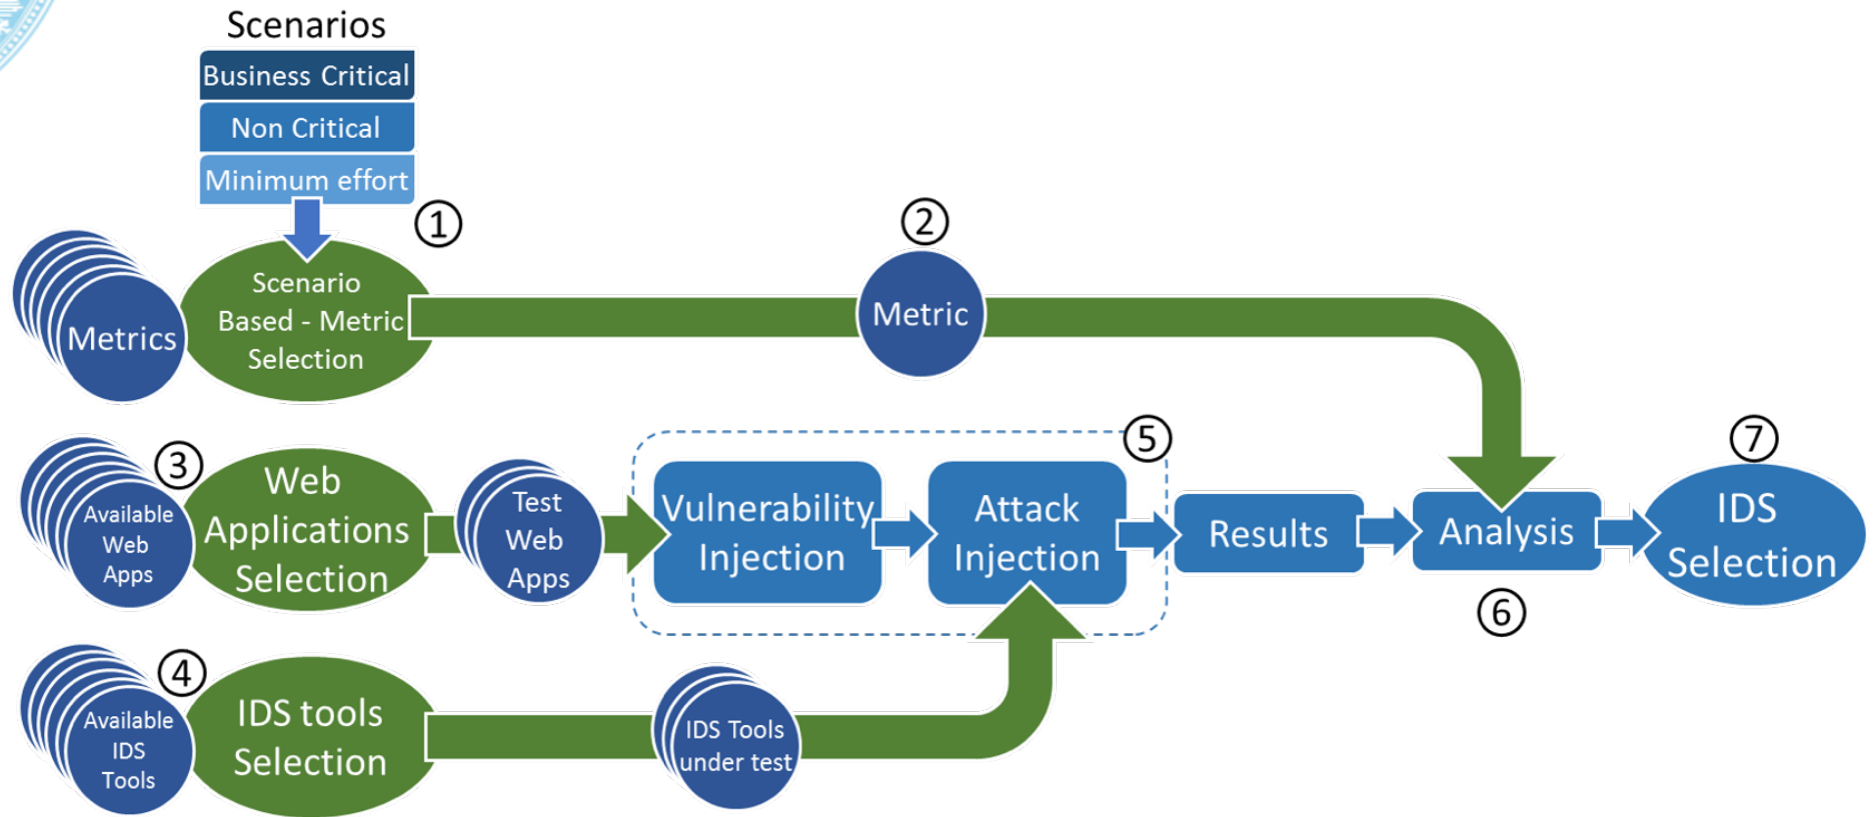 Scenarios
Business Critical
Non Critical
Minimum effort
①
②
Metrics
Scenario
Based - Metric
Selection
Metric
③
Available
Web
Apps
Web
Applications
Selection
Test
Web
Apps
⑤
Vulnerability
Injection
Attack
Injection
Results
Analysis
⑥
⑦
IDS
Selection
④
Available
IDS
Tools
IDS tools
Selection
IDS Tools
under test